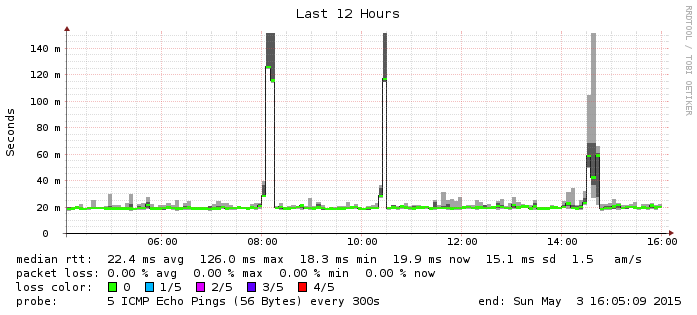 Last 12 Hours
RRDTOOL / TOBI OETIKER
Seconds
140 m
120 m
100 m
80 m
60 m
40 m
20 m
0
06:00 08:00 10:00 12:00 14:00 16:00
median rtt: 22.4 ms avg 126.0 ms max 18.3 ms min 19.9 ms now 15.1 ms sd 1.5 am/s
packet loss: 0.00 % avg 0.00 % max 0.00 % min 0.00 % now
loss color: 0 1/5 2/5 3/5 4/5
probe: 5 ICMP Echo Pings (56 Bytes) every 300s end: Sun May 3 16:05:09 2015